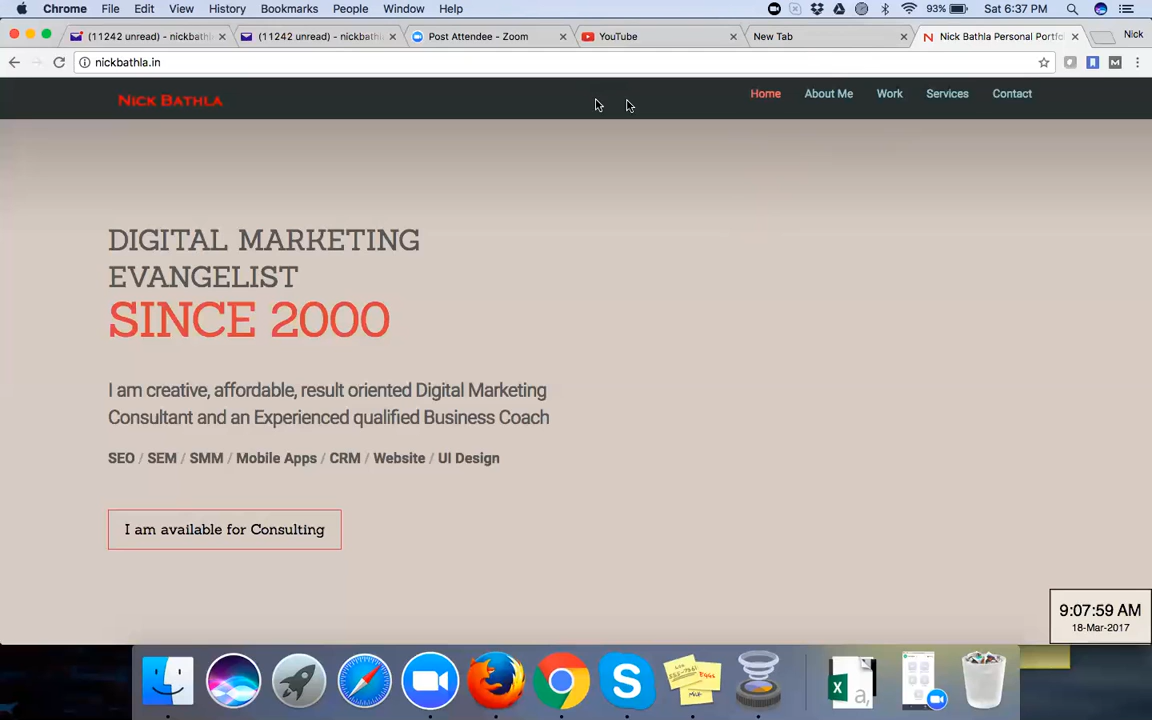 Chrome File Edit View History Bookmarks People Window Help 93% Sat 6:37 PM
(11242 unread) - nickbathla (11242 unread) - nickbathla Post Attendee - Zoom YouTube New Tab Nick Bathla Personal Portfo Nick
nickbathla.in
NICK BATHLA Home About Me Work Services Contact
DIGITAL MARKETING
EVANGELIST
SINCE 2000
I am creative, affordable, result oriented Digital Marketing
Consultant and an Experienced qualified Business Coach
SEO / SEM / SMM / Mobile Apps / CRM / Website / UI Design
I am available for Consulting
9:07:59 AM
18-Mar-2017